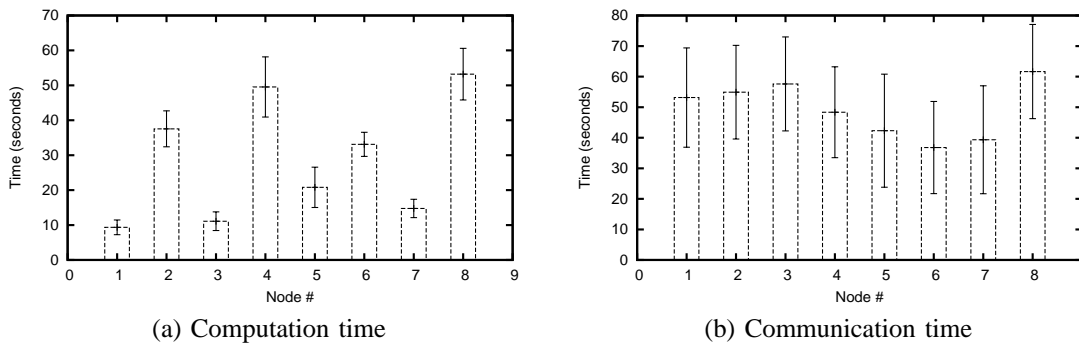 70
60
50
40
30
20
10
0
Time (seconds)
0 1 2 3 4 5 6 7 8 9
Node #
(a) Computation time
80
70
60
50
40
30
20
10
0
Time (seconds)
0 1 2 3 4 5 6 7 8
Node #
(b) Communication time